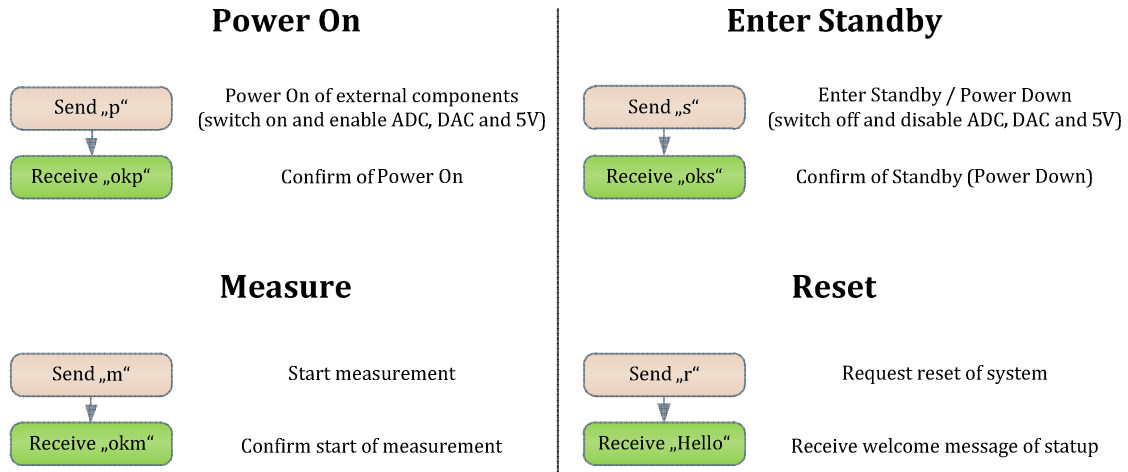 Power On
Send „p“
Power On of external components
(switch on and enable ADC, DAC and 5V)
Receive „okp“
Confirm of Power On
Enter Standby
Send „s“
Enter Standby / Power Down
(switch off and disable ADC, DAC and 5V)
Receive „oks“
Confirm of Standby (Power Down)
Measure
Send „m“
Start measurement
Receive „okm“
Confirm start of measurement
Reset
Send „r“
Request reset of system
Receive „Hello“
Receive welcome message of statup